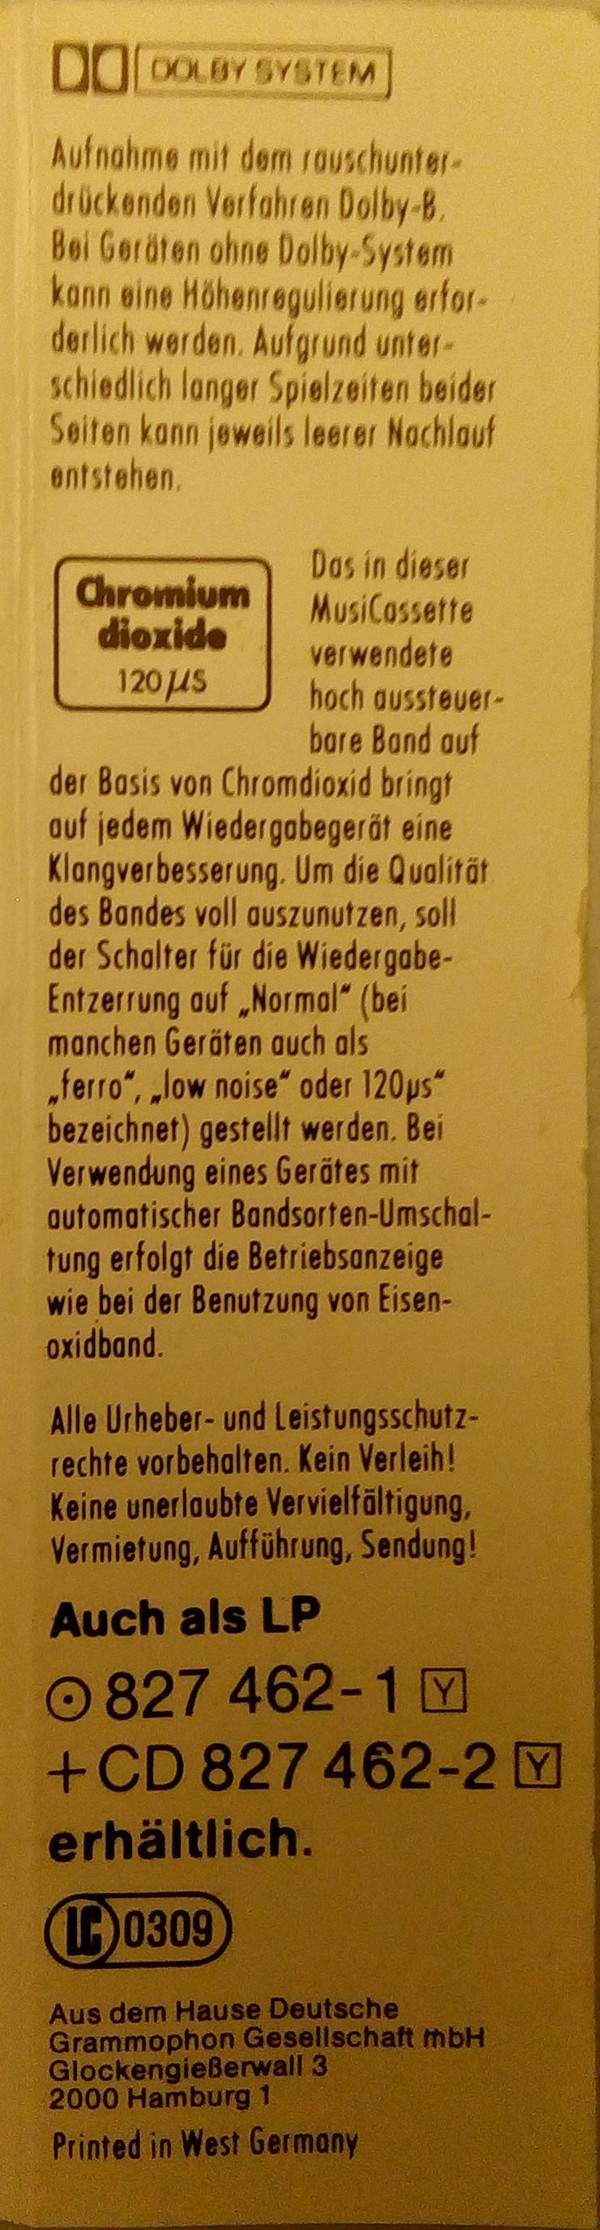 DOLBY SYSTEM
Aufnahme mit dem rauschunter-
drückenden Verfahren Dolby-B.
Bei Geräten ohne Dolby-System
kann eine Höhenregulierung erfor-
derlich werden. Aufgrund unter-
schiedlich langer Spielzeiten beider
Seiten kann jeweils leerer Nachlauf
entstehen.
Chromium
dioxide
120 µS
Das in dieser
MusiCassette
verwendete
hoch aussteuer-
bare Band auf
der Basis von Chromdioxid bringt
auf jedem Wiedergabegerät eine
Klangverbesserung. Um die Qualität
des Bandes voll auszunutzen, soll
der Schalter für die Wiedergabe-
Entzerrung auf „Normal“ (bei
manchen Geräten auch als
„ferro“, „low noise“ oder 120µs“
bezeichnet) gestellt werden. Bei
Verwendung eines Gerätes mit
automatischer Bandsorten-Umschal-
tung erfolgt die Betriebsanzeige
wie bei der Benutzung von Eisen-
oxidband.
Alle Urheber- und Leistungsschutz-
rechte vorbehalten. Kein Verleih!
Keine unerlaubte Vervielfältigung,
Vermietung, Aufführung, Sendung!
Auch als LP
827 462-1 Y
+CD 827 462-2 Y
erhältlich.
LC 0309
Aus dem Hause Deutsche
Grammophon Gesellschaft mbH
Glockengießerwall 3
2000 Hamburg 1
Printed in West Germany